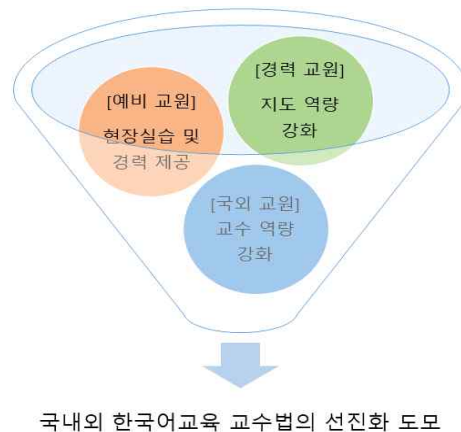 [경력 교원]
지도 역량
강화
[예비 교원]
현장실습 및
경력 제공
[국외 교원]
교수 역량
강화
국내외 한국어교육 교수법의 선진화 도모